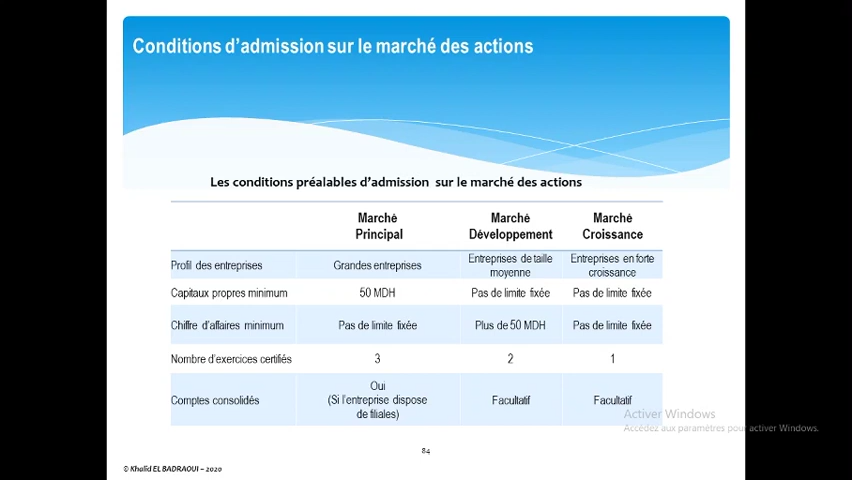 Conditions d'admission sur le marché des actions
Les conditions préalables d'admission sur le marché des actions
Marché Principal
Marché Développement
Marché Croissance
Profil des entreprises
Grandes entreprises
Entreprises de taille moyenne
Entreprises en forte croissance
Capitaux propres minimum
50 MDH
Pas de limite fixée
Pas de limite fixée
Chiffre d'affaires minimum
Pas de limite fixée
Plus de 50 MDH
Pas de limite fixée
Nombre d'exercices certifiés
3
2
1
Comptes consolidés
Oui
(Si l'entreprise dispose
de filiales)
Facultatif
Facultatif
Activer Windows
Accédez aux paramètres pour activer Windows.
84
© Khalid EL BADRAOUI – 2020